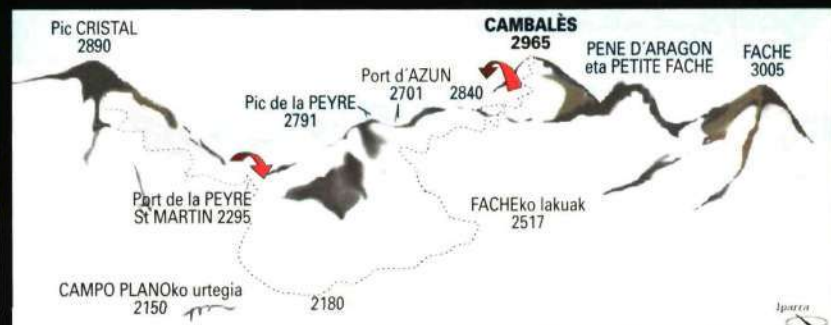 Pic CRISTAL
2890
CAMBALÈS
2965
PENE D'ARAGON
eta PETITE FACHE
FACHE
3005
Port d'AZUN
2701
2840
Pic de la PEYRE
2791
Port de la PEYRE
St MARTIN 2295
FACHEko lakuak
2517
CAMPO PLANOko urtegia
2150
2180
Iparra